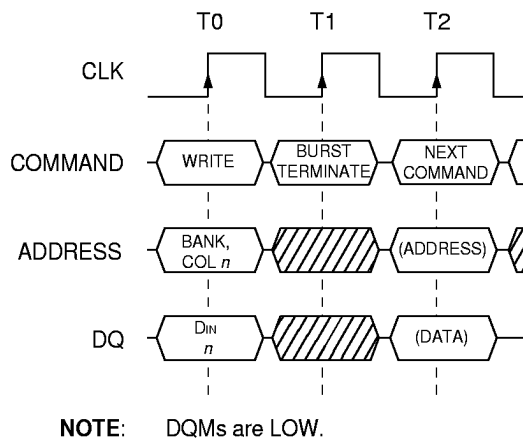 T0 T1 T2
CLK
COMMAND WRITE BURST TERMINATE NEXT COMMAND
ADDRESS BANK, COL n (ADDRESS)
DQ DIN n (DATA)
NOTE: DQMs are LOW.